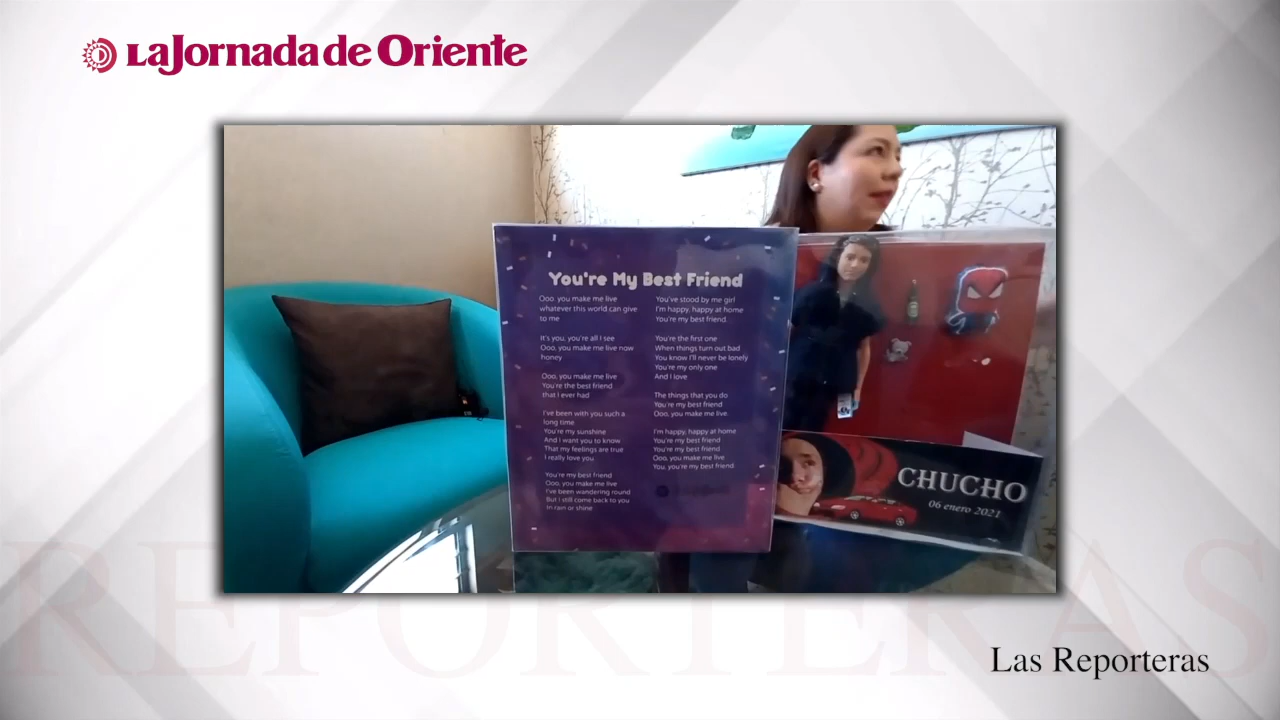 La Jornada de Oriente
You're My Best Friend
Ooo, you make me live
whatever this world can give
to me
It's you, you're all I see
Ooo, you make me live now
honey
Ooo, you make me live
You're the best friend
that I ever had
I've been with you such a
long time
You're my sunshine
And I want you to know
That my feelings are true
I really love you
You're my best friend
Ooo, you make me live
I've been wandering round
But I still come back to you
In rain or shine
You've stood by me girl
I'm happy, happy at home
You're my best friend.
You're the first one
When things turn out bad
You know I'll never be lonely
You're my only one
And I love
The things that you do
You're my best friend
Ooo, you make me live.
I'm happy, happy at home
You're my best friend
You're my best friend
Ooo, you make me live
You, you're my best friend
CHUCHO
06 enero 2021
REPORTERAS
Las Reporteras